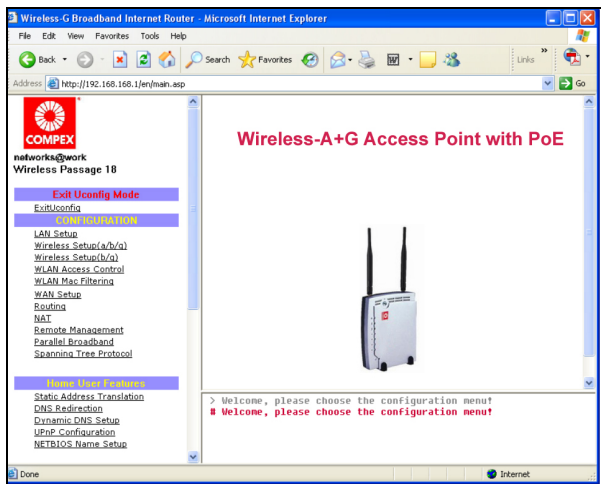 Wireless-G Broadband Internet Router - Microsoft Internet Explorer
File Edit View Favorites Tools Help
Back Search Favorites Links
Address http://192.168.168.1/en/main.asp Go
COMPEX
networks@work
Wireless Passage 18
Exit Uconfig Mode
ExitUconfig
CONFIGURATION
LAN Setup
Wireless Setup(a/b/g)
Wireless Setup(b/g)
WLAN Access Control
WLAN Mac Filtering
WAN Setup
Routing
NAT
Remote Management
Parallel Broadband
Spanning Tree Protocol
Home User Features
Static Address Translation
DNS Redirection
Dynamic DNS Setup
UPnP Configuration
NETBIOS Name Setup
Wireless-A+G Access Point with PoE
> Welcome, please choose the configuration menu!
# Welcome, please choose the configuration menu!
Done Internet